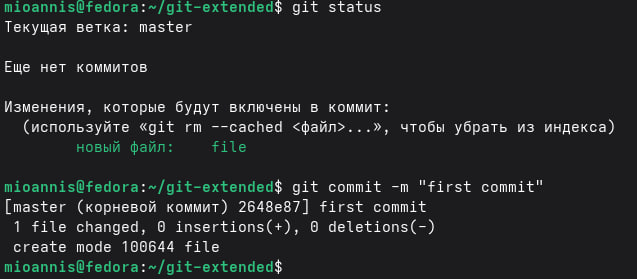 mioannis@fedora:~/git-extended$ git status
Текущая ветка: master
Еще нет коммитов
Изменения, которые будут включены в коммит:
  (используйте «git rm --cached <файл>...», чтобы убрать из индекса)
        новый файл:    file
mioannis@fedora:~/git-extended$ git commit -m "first commit"
[master (корневой коммит) 2648e87] first commit
 1 file changed, 0 insertions(+), 0 deletions(-)
 create mode 100644 file
mioannis@fedora:~/git-extended$